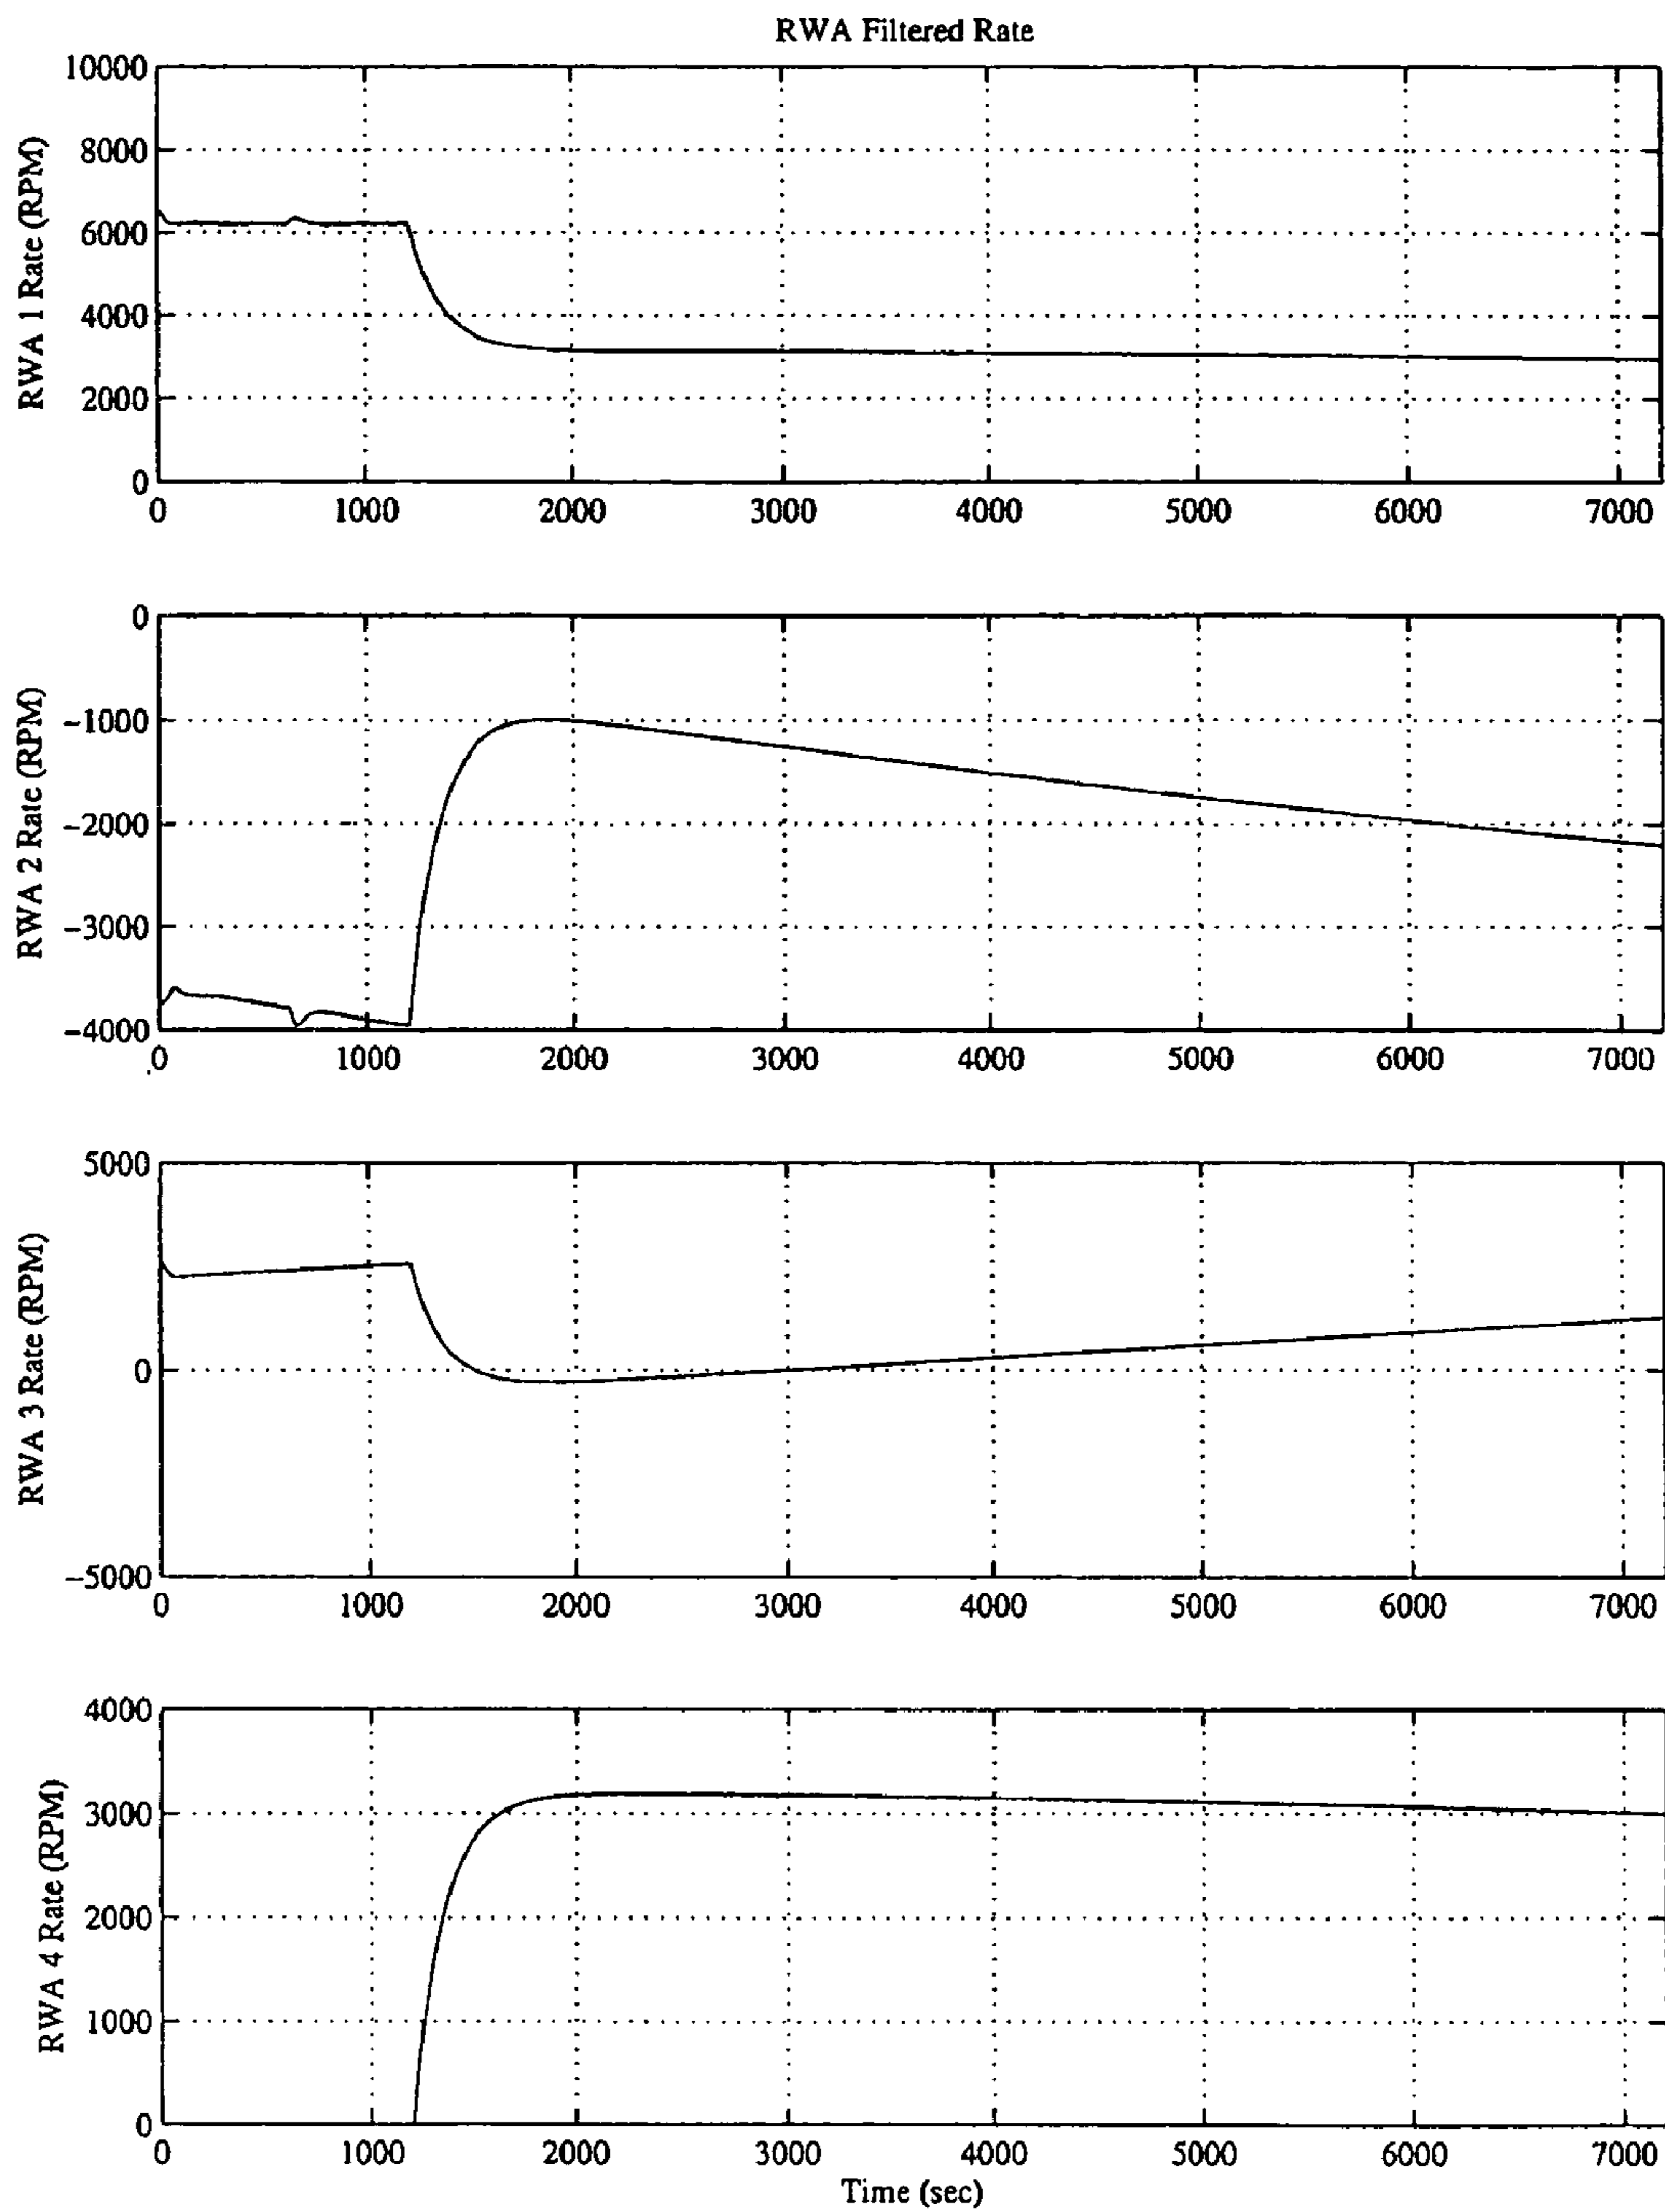 RWA Filtered Rate
RWA 1 Rate (RPM)
10000
8000
6000
4000
2000
0
0 1000 2000 3000 4000 5000 6000 7000
RWA 2 Rate (RPM)
0
−1000
−2000
−3000
−4000
0 1000 2000 3000 4000 5000 6000 7000
RWA 3 Rate (RPM)
5000
0
−5000
0 1000 2000 3000 4000 5000 6000 7000
RWA 4 Rate (RPM)
4000
3000
2000
1000
0
0 1000 2000 3000 4000 5000 6000 7000
Time (sec)